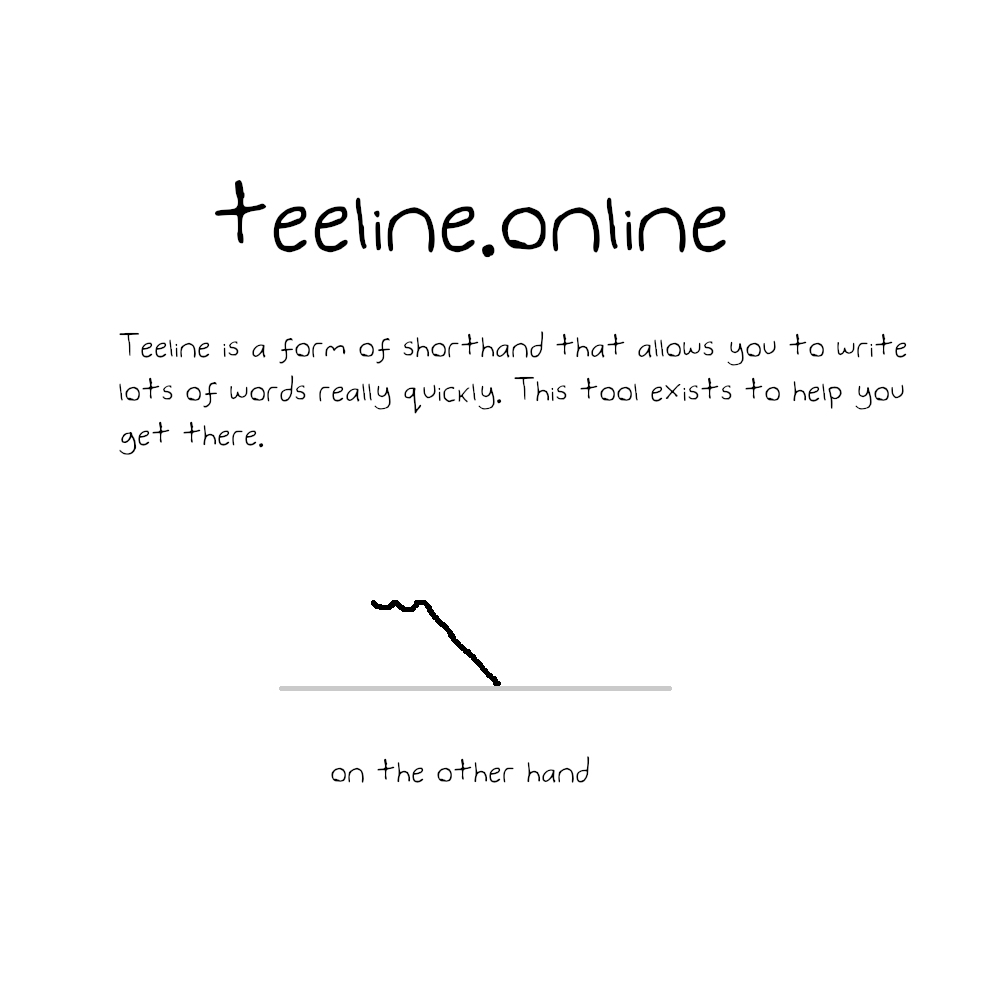 teeline.online
Teeline is a form of shorthand that allows you to write
lots of words really quickly. This tool exists to help you
get there.
on the other hand